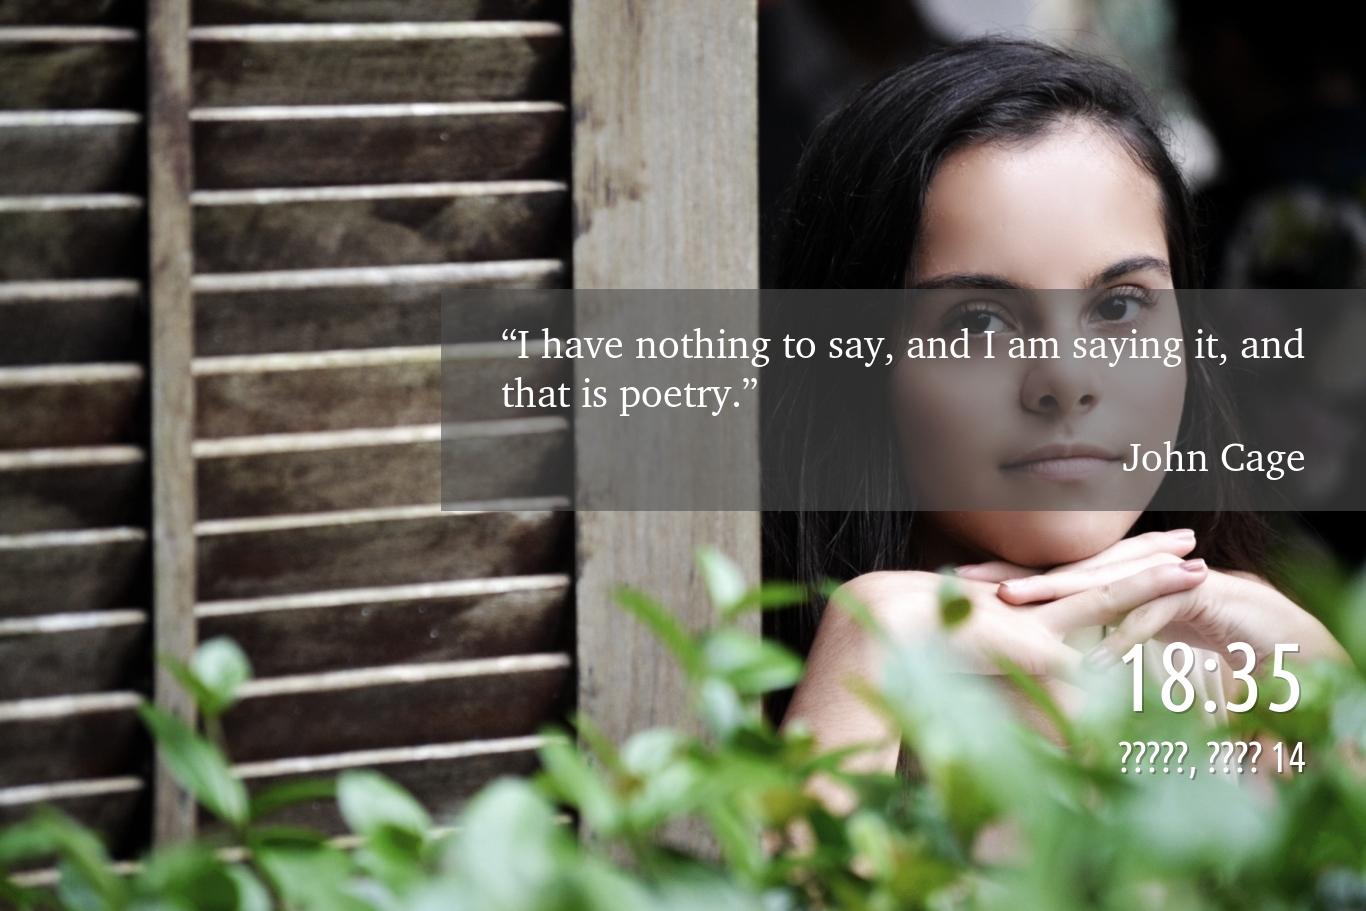 “I have nothing to say, and I am saying it, and
that is poetry.”
John Cage
18:35
?????, ???? 14